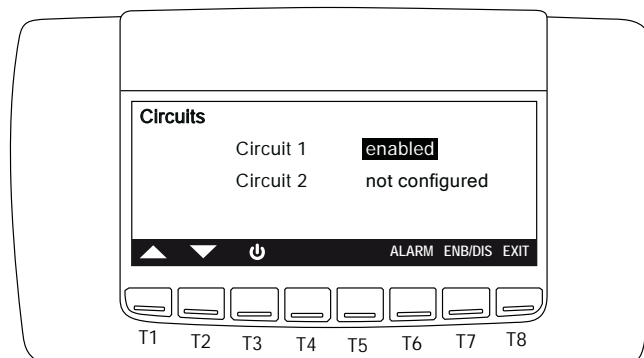 Circuits
Circuit 1 enabled
Circuit 2 not configured
ALARM ENB/DIS EXIT
T1 T2 T3 T4 T5 T6 T7 T8